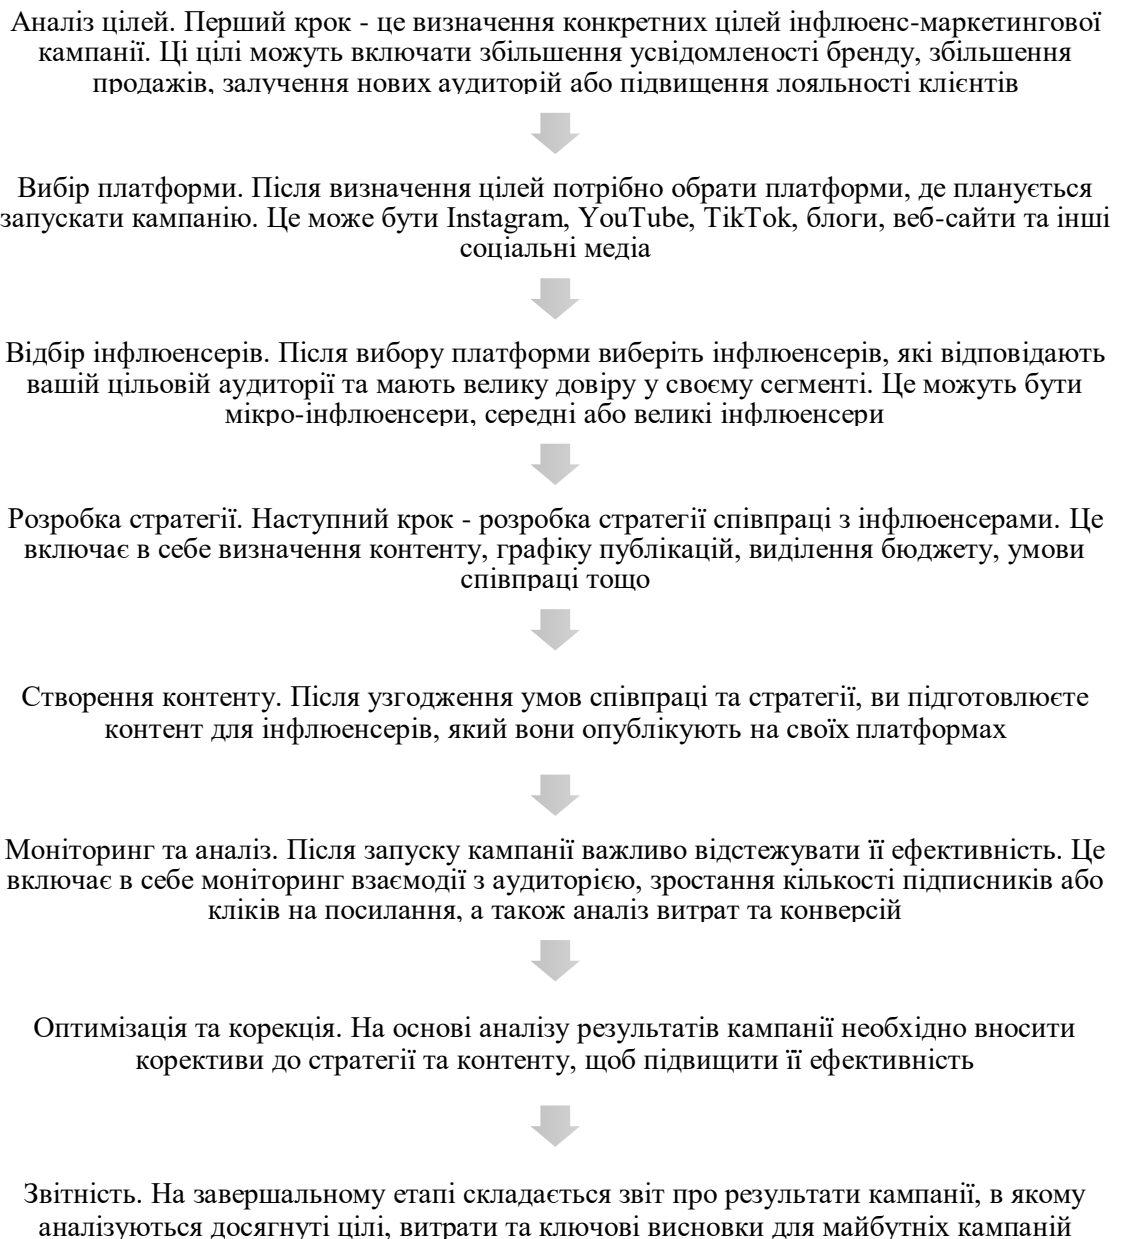 Аналіз цілей. Перший крок - це визначення конкретних цілей інфлюенс-маркетингової
кампанії. Ці цілі можуть включати збільшення усвідомленості бренду, збільшення
продажів, залучення нових аудиторій або підвищення лояльності клієнтів
Вибір платформи. Після визначення цілей потрібно обрати платформи, де планується
запускати кампанію. Це може бути Instagram, YouTube, TikTok, блоги, веб-сайти та інші
соціальні медіа
Відбір інфлюенсерів. Після вибору платформи виберіть інфлюенсерів, які відповідають
вашій цільовій аудиторії та мають велику довіру у своєму сегменті. Це можуть бути
мікро-інфлюенсери, середні або великі інфлюенсери
Розробка стратегії. Наступний крок - розробка стратегії співпраці з інфлюенсерами. Це
включає в себе визначення контенту, графіку публікацій, виділення бюджету, умови
співпраці тощо
Створення контенту. Після узгодження умов співпраці та стратегії, ви підготовлюєте
контент для інфлюенсерів, який вони опублікують на своїх платформах
Моніторинг та аналіз. Після запуску кампанії важливо відстежувати її ефективність. Це
включає в себе моніторинг взаємодії з аудиторією, зростання кількості підписників або
кліків на посилання, а також аналіз витрат та конверсій
Оптимізація та корекція. На основі аналізу результатів кампанії необхідно вносити
корективи до стратегії та контенту, щоб підвищити її ефективність
Звітність. На завершальному етапі складається звіт про результати кампанії, в якому
аналізуються досягнуті цілі, витрати та ключові висновки для майбутніх кампаній